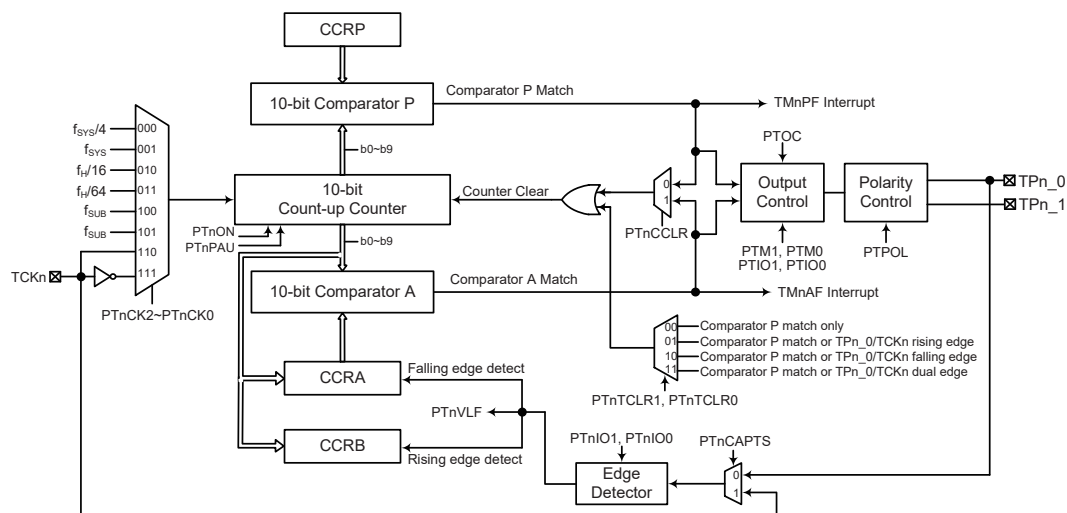 CCRP
10-bit Comparator P
Comparator P Match
TMnPF Interrupt
fSYS/4
000
fSYS
001
fH/16
010
fH/64
011
fSUB
100
fSUB
101
110
111
TCKn
PTnCK2~PTnCK0
b0~b9
10-bit
Count-up Counter
PTnON
PTnPAU
b0~b9
Counter Clear
0
1
PTnCCLR
PTOC
Output
Control
PTM1, PTM0
PTIO1, PTIO0
Polarity
Control
PTPOL
TPn_0
TPn_1
10-bit Comparator A
Comparator A Match
TMnAF Interrupt
00
Comparator P match only
01
Comparator P match or TPn_0/TCKn rising edge
10
Comparator P match or TPn_0/TCKn falling edge
11
Comparator P match or TPn_0/TCKn dual edge
PTnTCLR1, PTnTCLR0
CCRA
Falling edge detect
PTnVLF
CCRB
Rising edge detect
PTnIO1, PTnIO0
Edge
Detector
PTnCAPTS
0
1